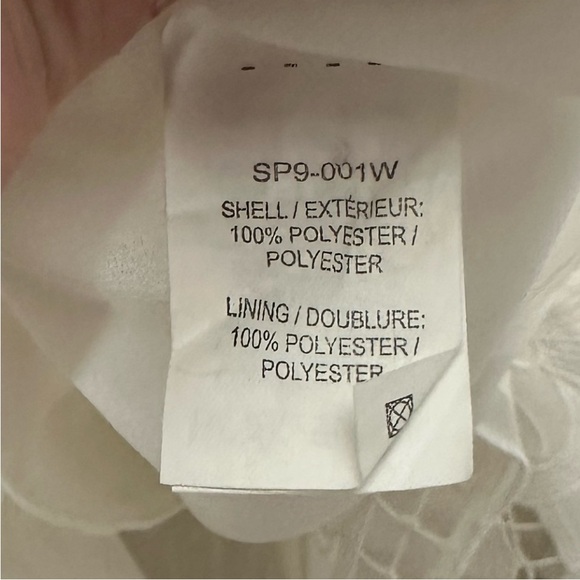 SP9-001W
SHELL / EXTÉRIEUR:
100% POLYESTER /
POLYESTER
LINING / DOUBLURE:
100% POLYESTER /
POLYESTER